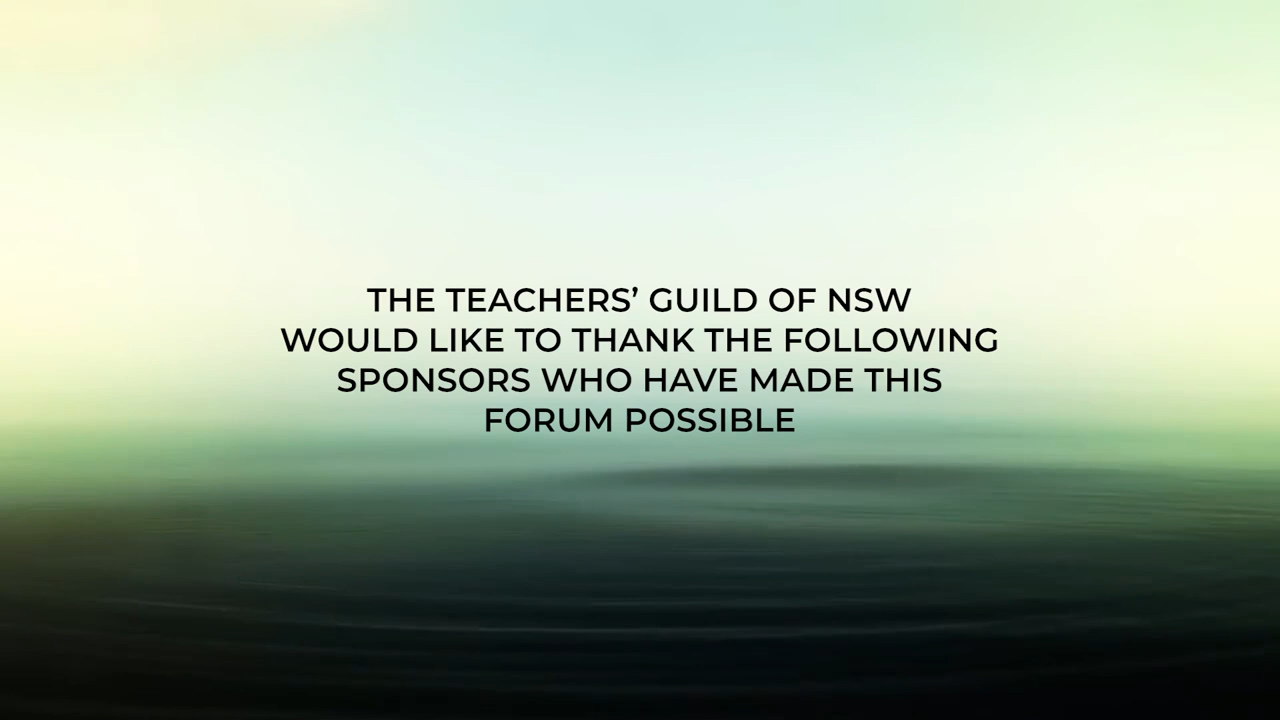 THE TEACHERS’ GUILD OF NSW
WOULD LIKE TO THANK THE FOLLOWING
SPONSORS WHO HAVE MADE THIS
FORUM POSSIBLE